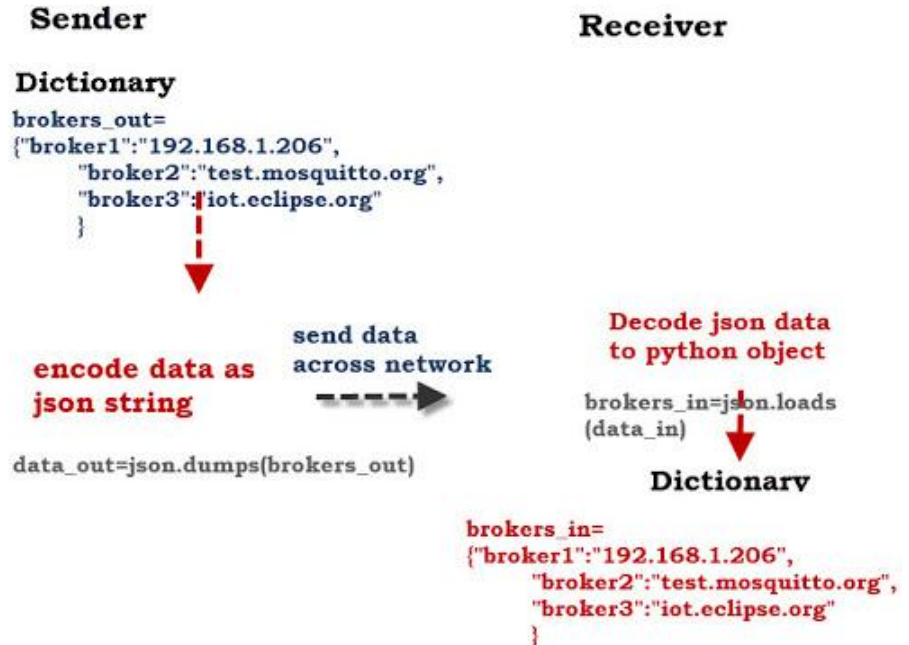 Sender
Receiver
Dictionary
brokers_out=
{"broker1":"192.168.1.206",
"broker2":"test.mosquitto.org",
"broker3":"iot.eclipse.org"
}
encode data as
json string
data_out=json.dumps(brokers_out)
send data
across network
Decode json data
to python object
brokers_in=json.loads
(data_in)
Dictionary
brokers_in=
{"broker1":"192.168.1.206",
"broker2":"test.mosquitto.org",
"broker3":"iot.eclipse.org"
}